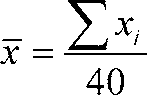 x̄ = ∑ xᵢ / 40